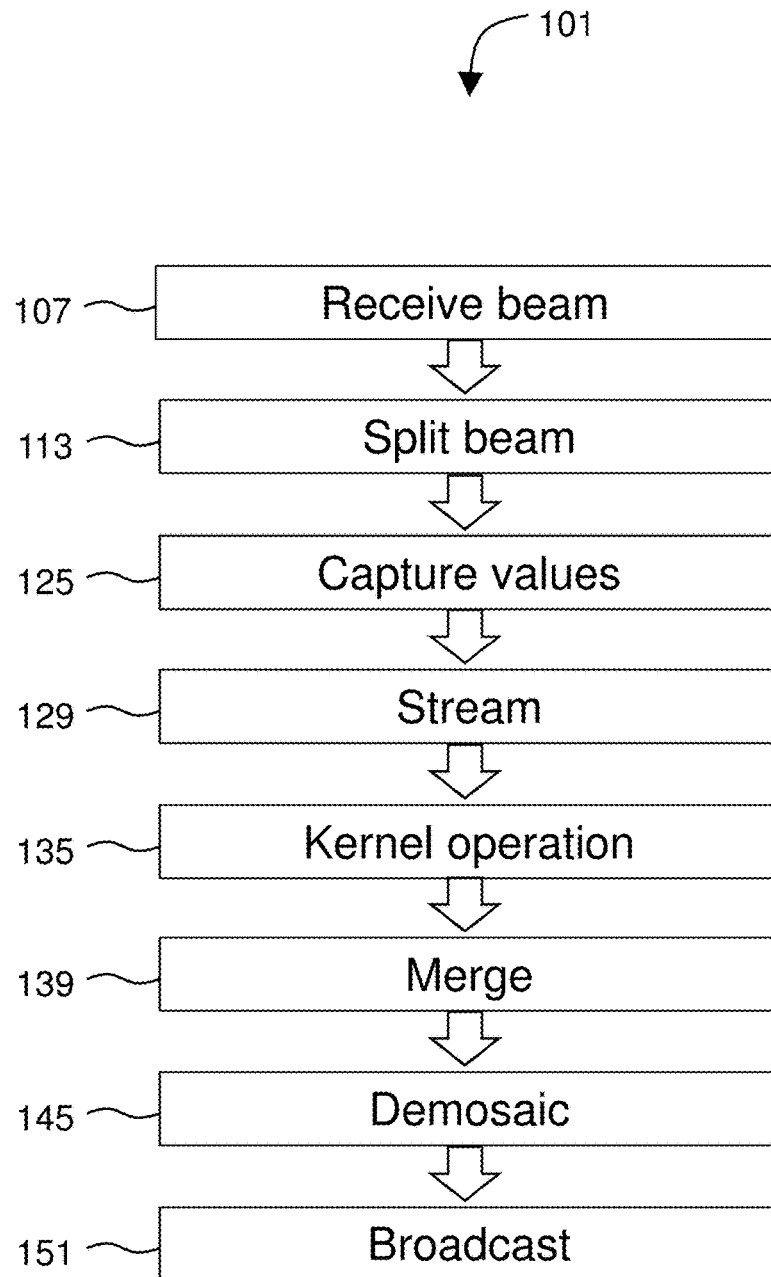 101
107 Receive beam
113 Split beam
125 Capture values
129 Stream
135 Kernel operation
139 Merge
145 Demosaic
151 Broadcast